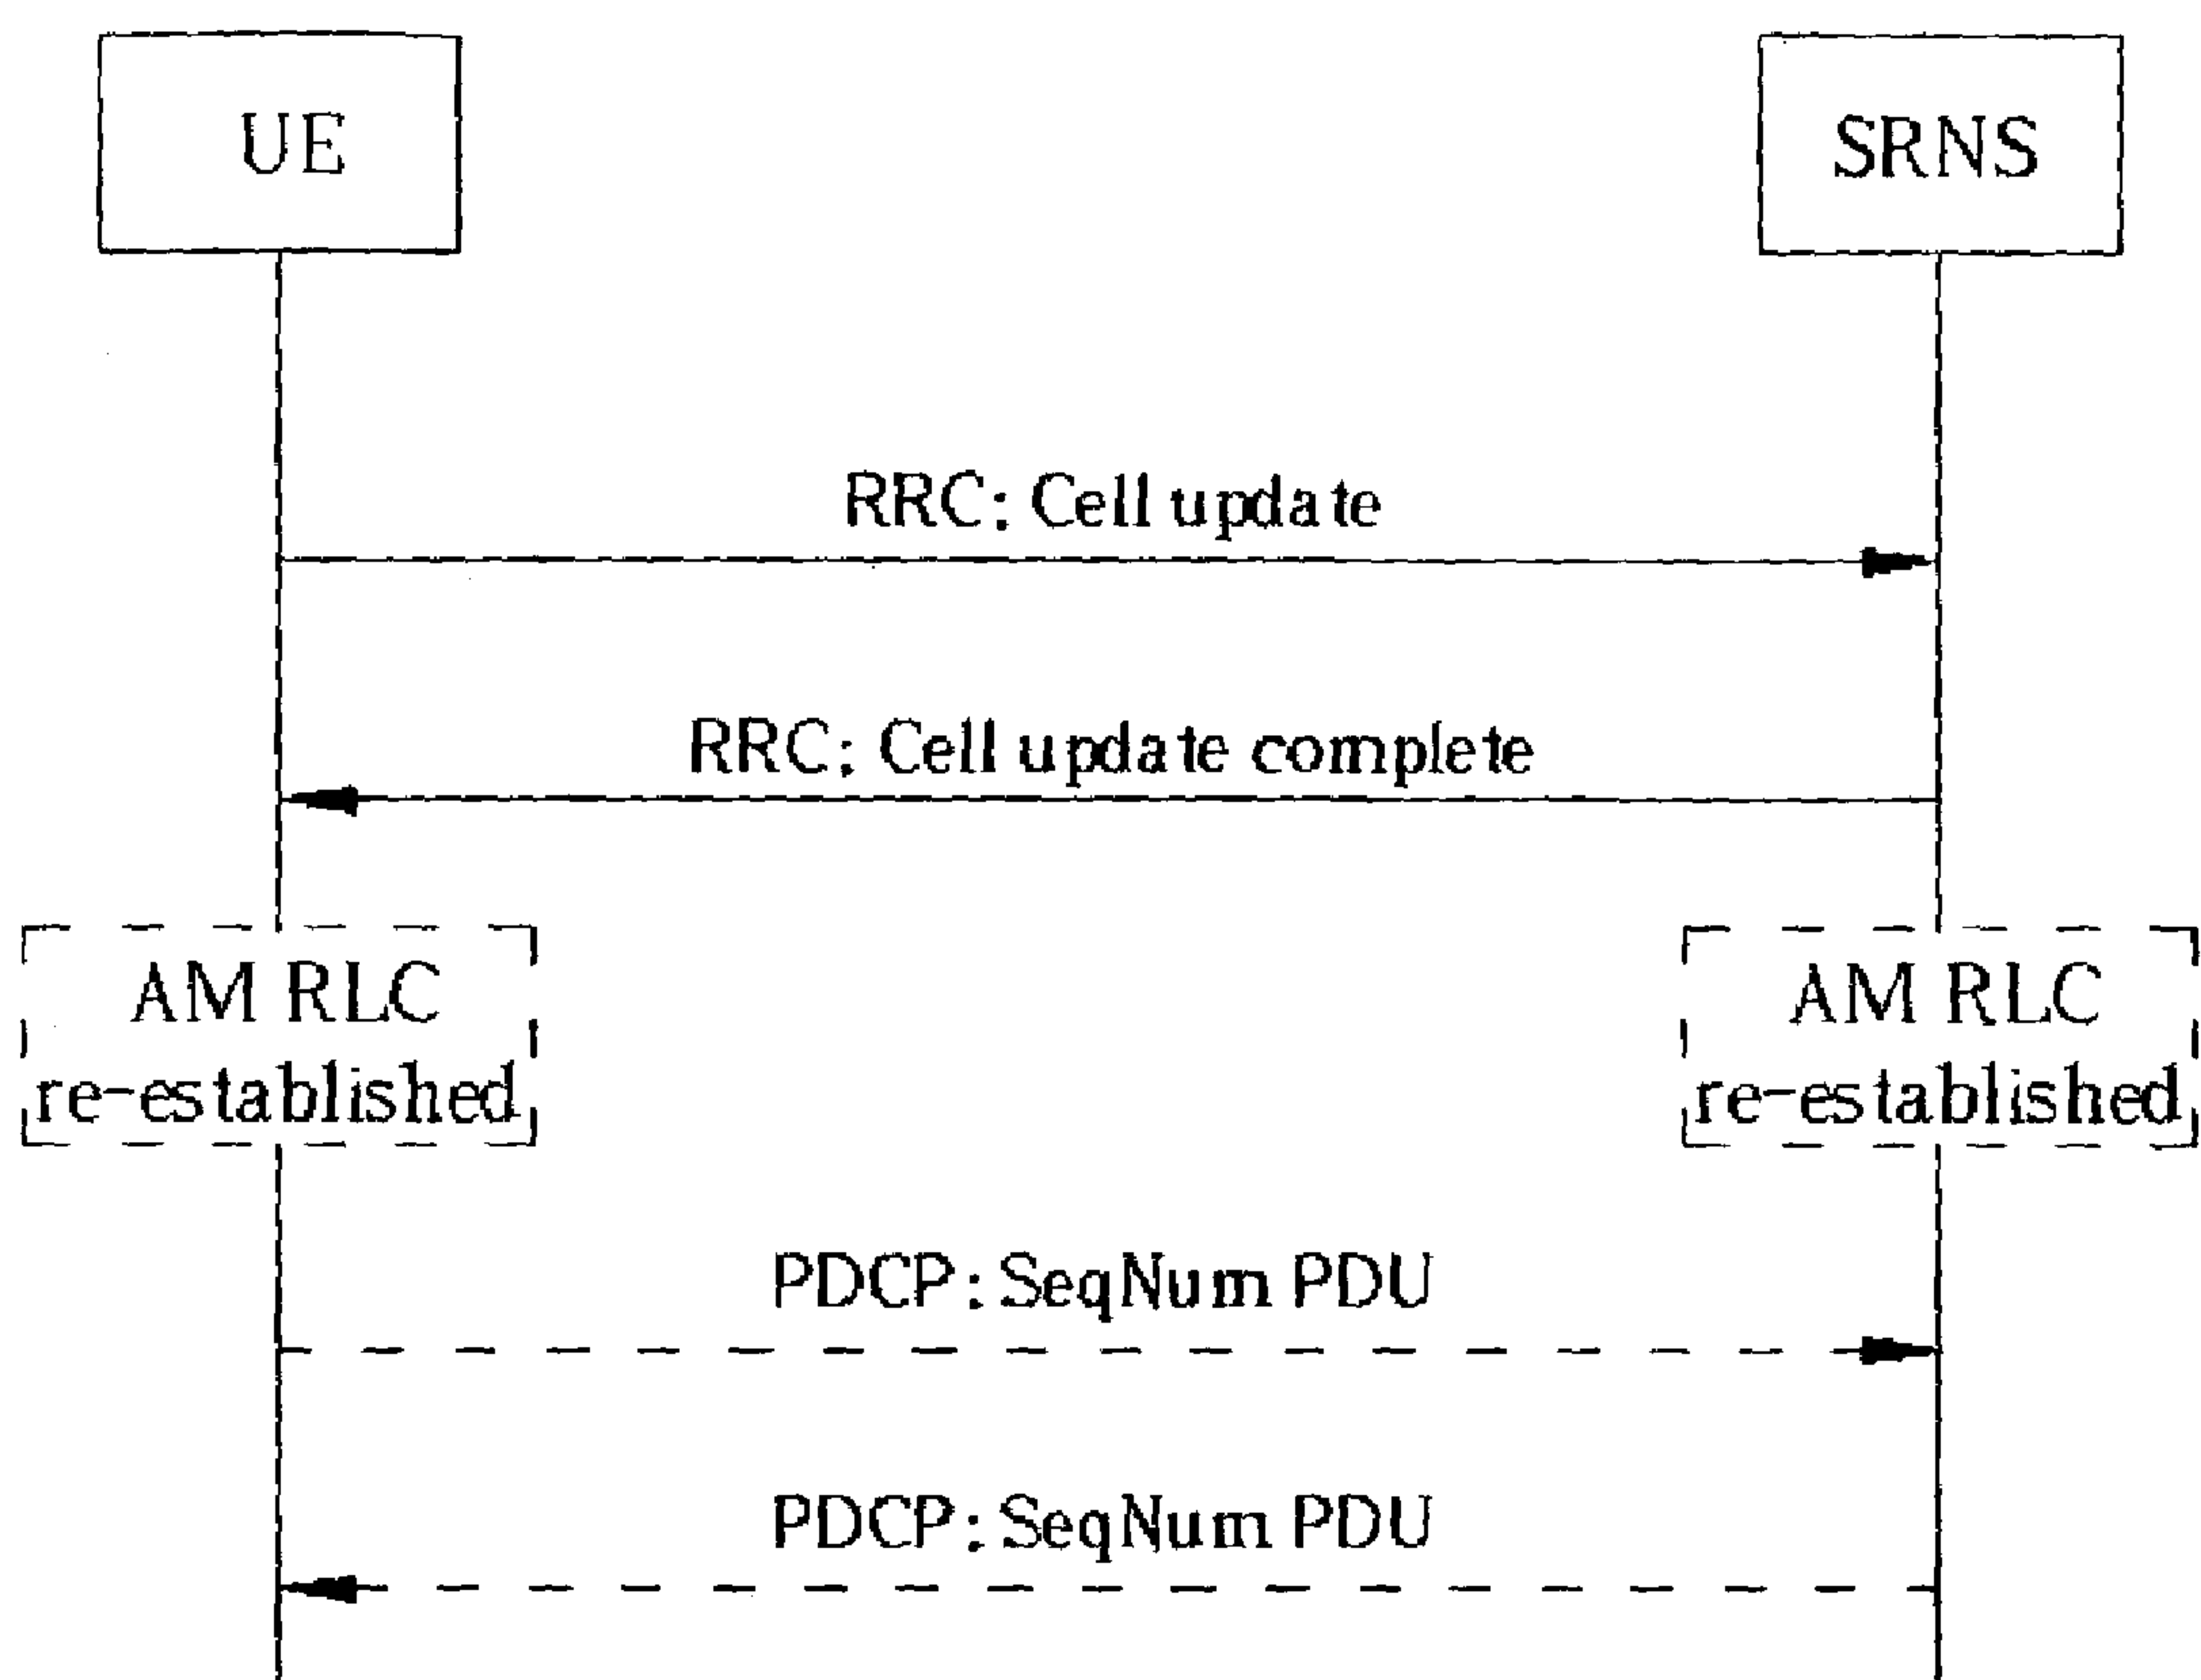 UE
SRNS
RRC: Cell update
RRC: Cell update complete
AM RLC
re-established
AM RLC
re-established
PDCP: SeqNum PDU
PDCP: SeqNum PDU